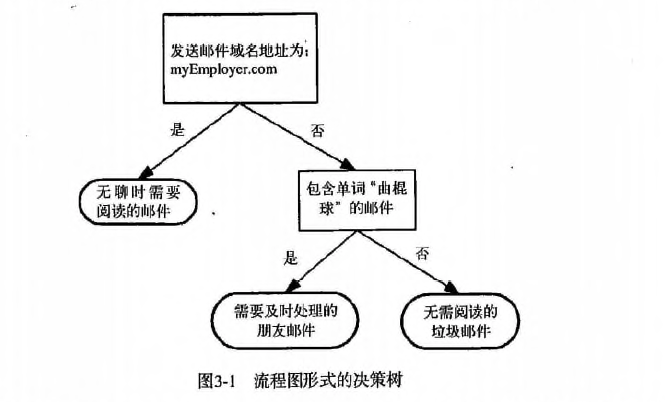 发送邮件域名地址为:
myEmployer.com
是
否
无聊时需要
阅读的邮件
包含单词“曲棍
球”的邮件
是
否
需要及时处理的
朋友邮件
无需阅读的
垃圾邮件
图3-1 流程图形式的决策树